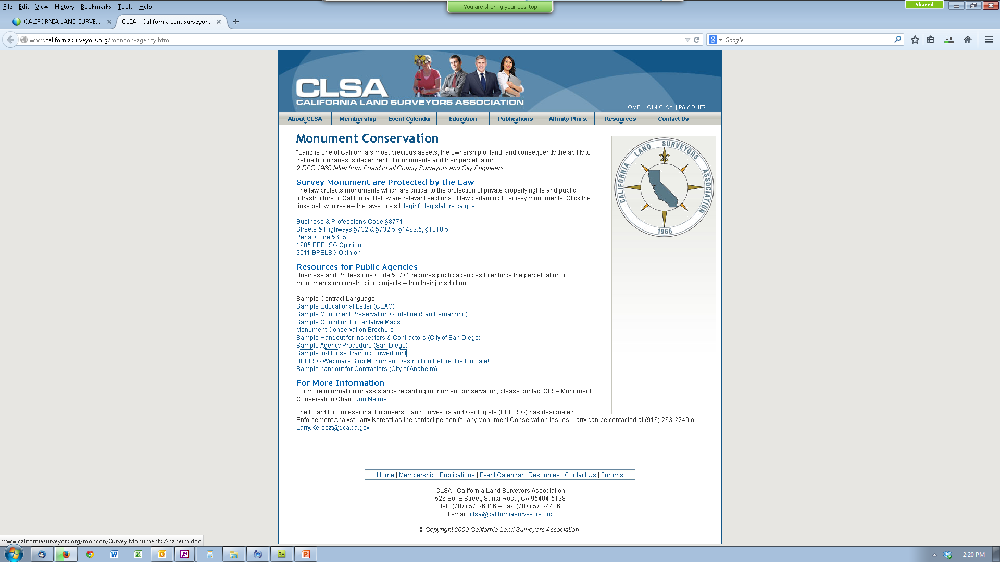 You are sharing your desktop
Shared
File Edit View History Bookmarks Tools Help
CALIFORNIA LAND SURVE...
CLSA - California Landsurveyor...
www.californiasurveyors.org/moncon-agency.html
Google
1m
CLSA
CALIFORNIA LAND SURVEYORS ASSOCIATION
HOME | JOIN CLSA | PAY DUES
About CLSA Membership Event Calendar Education Publications Affinity Ptnrs. Resources Contact Us
Monument Conservation
"Land is one of California's most precious assets, the ownership of land, and consequently the ability to
define boundaries is dependent of monuments and their perpetuation."
2 DEC 1985 letter from Board to all County Surveyors and City Engineers
CALIFORNIA LAND SURVEYORS ASSOCIATION
1966
Survey Monument are Protected by the Law
The law protects monuments which are critical to the protection of private property rights and public
infrastructure of California. Below are relevant sections of law pertaining to survey monuments. Click the
links below to review the laws or visit: leginfo.legislature.ca.gov
Business & Professions Code §8771
Streets & Highways §732 & §732.5, §1492.5, §1810.5
Penal Code §605
1985 BPELSG Opinion
2011 BPELSG Opinion
Resources for Public Agencies
Business and Professions Code §8771 requires public agencies to enforce the perpetuation of
monuments on construction projects within their jurisdiction.
Sample Contract Language
Sample Educational Letter (CEAC)
Sample Monument Preservation Guideline (San Bernardino)
Sample Condition for Tentative Maps
Monument Conservation Brochure
Sample Handout for Inspectors & Contractors (City of San Diego)
Sample Agency Procedure (San Diego)
Sample In-House Training PowerPoint
BPELSG Webinar - Stop Monument Destruction Before it is too Late!
Sample handout for Contractors (City of Anaheim)
For More Information
For more information or assistance regarding monument conservation, please contact CLSA Monument
Conservation Chair, Ron Nelms
The Board for Professional Engineers, Land Surveyors and Geologists (BPELSG) has designated
Enforcement Analyst Larry Kereszt as the contact person for any Monument Conservation issues. Larry can be contacted at (916) 263-2240 or
Larry.Kereszt@dca.ca.gov
Home | Membership | Publications | Event Calendar | Resources | Contact Us | Forums
CLSA - California Land Surveyors Association
526 So. E Street, Santa Rosa, CA 95404-5138
Tel.: (707) 578-6016 – Fax: (707) 578-4406
E-mail: clsa@californiasurveyors.org
© Copyright 2009 California Land Surveyors Association
www.californiasurveyors.org/moncon/Survey Monuments Anaheim.doc
Dw
2:20 PM